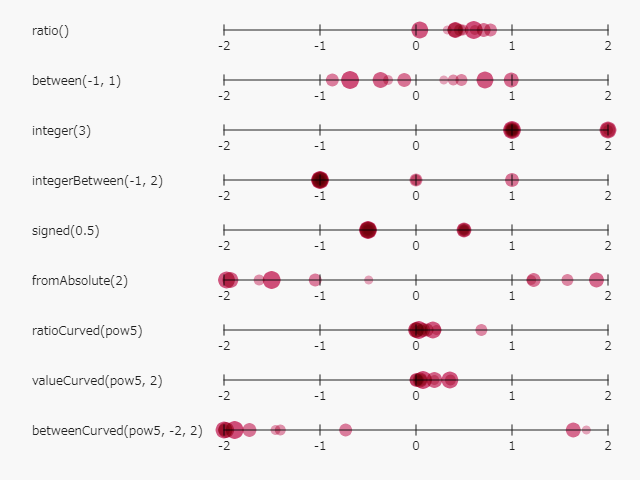 ratio()
-2 -1 0 1 2
between(-1, 1)
-2 -1 0 1 2
integer(3)
-2 -1 0 1 2
integerBetween(-1, 2)
-2 -1 0 1 2
signed(0.5)
-2 -1 0 1 2
fromAbsolute(2)
-2 -1 0 1 2
ratioCurved(pow5)
-2 -1 0 1 2
valueCurved(pow5, 2)
-2 -1 0 1 2
betweenCurved(pow5, -2, 2)
-2 -1 0 1 2